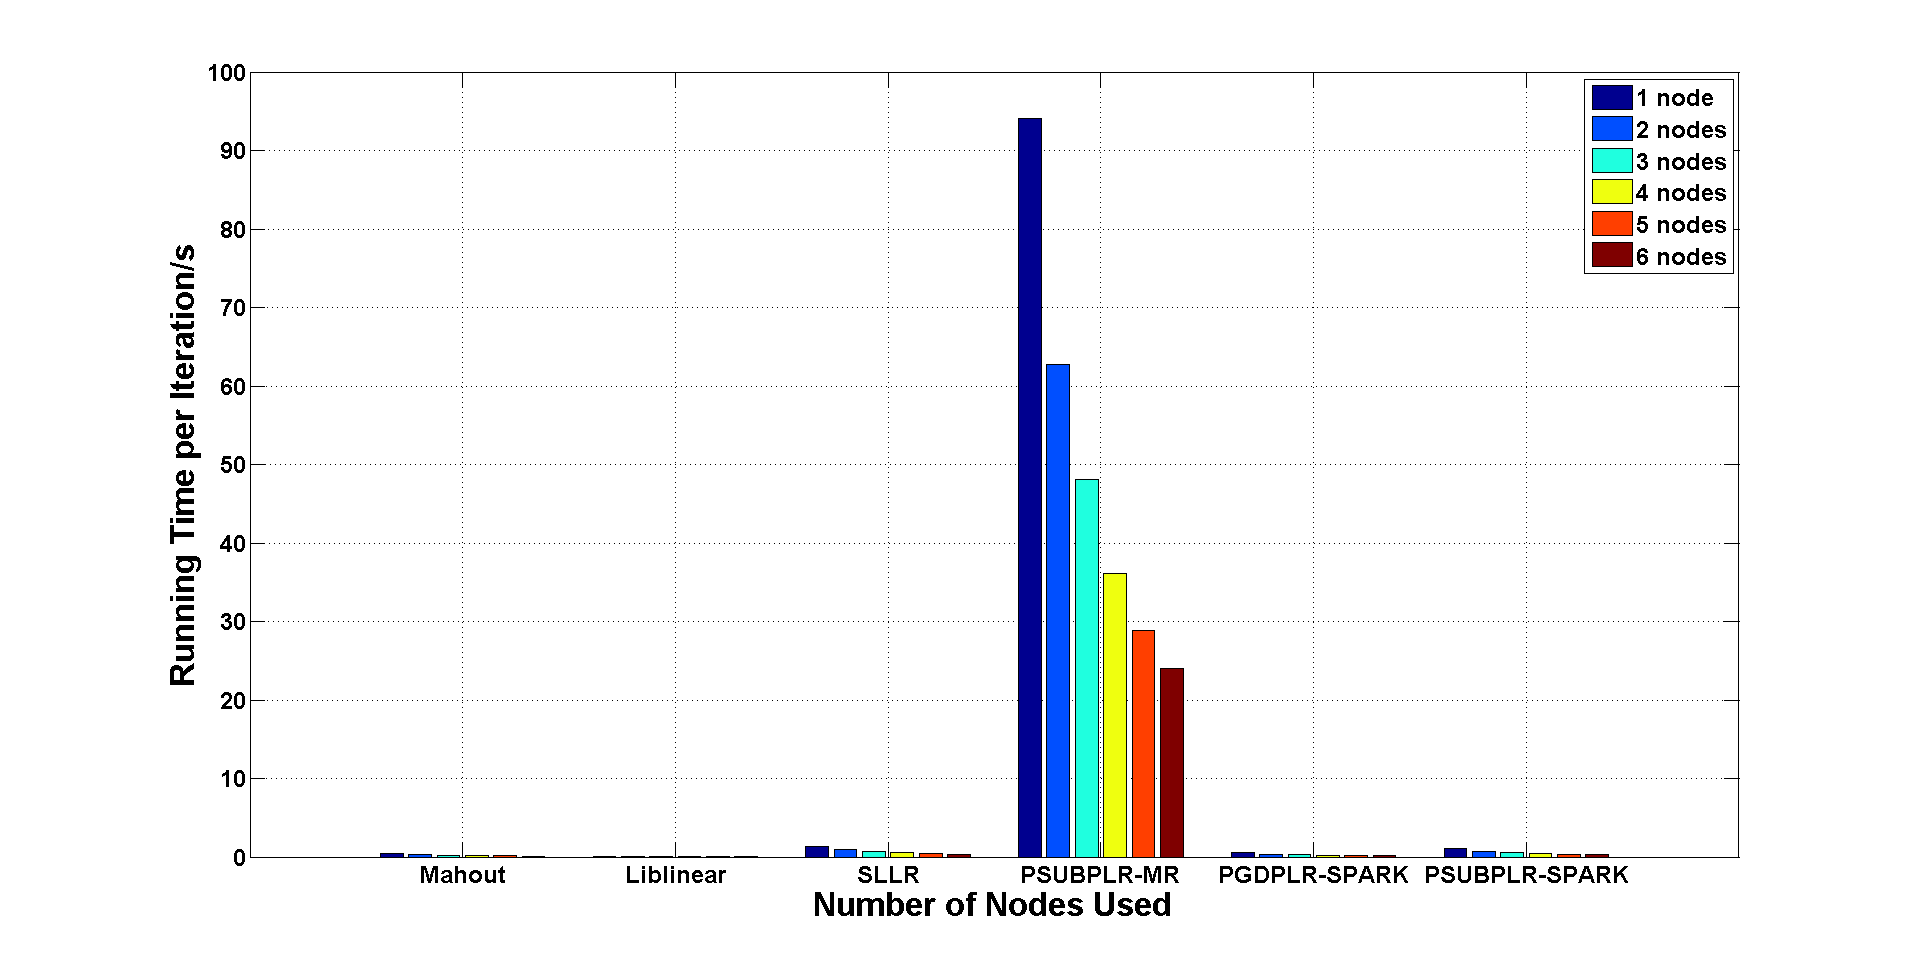 100
90
80
70
60
50
40
30
20
10
0
Running Time per Iteration/s
1 node
2 nodes
3 nodes
4 nodes
5 nodes
6 nodes
Mahout Liblinear SLLR PSUBPLR-MR PGDPLR-SPARK PSUBPLR-SPARK
Number of Nodes Used